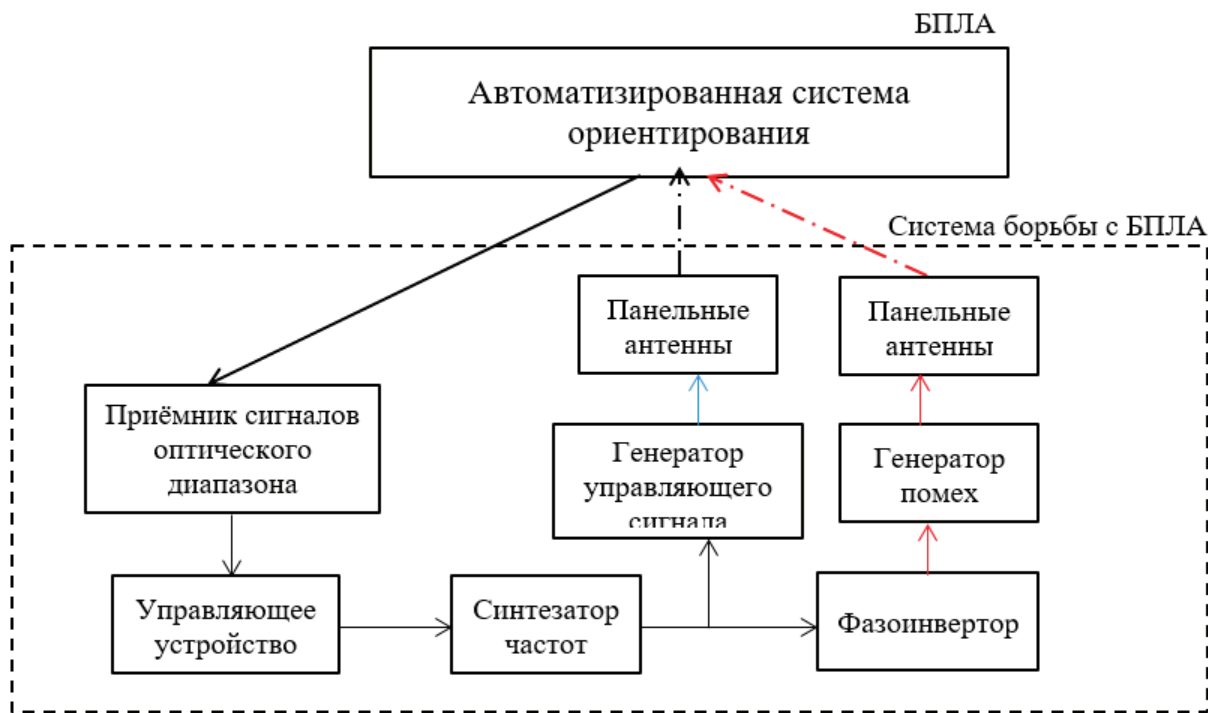 БПЛА
Автоматизированная система
ориентирования
Система борьбы с БПЛА
Панельные
антенны
Панельные
антенны
Приёмник сигналов
оптического
диапазона
Генератор
управляющего
сигнала
Генератор
помех
Управляющее
устройство
Синтезатор
частот
Фазоинвертор